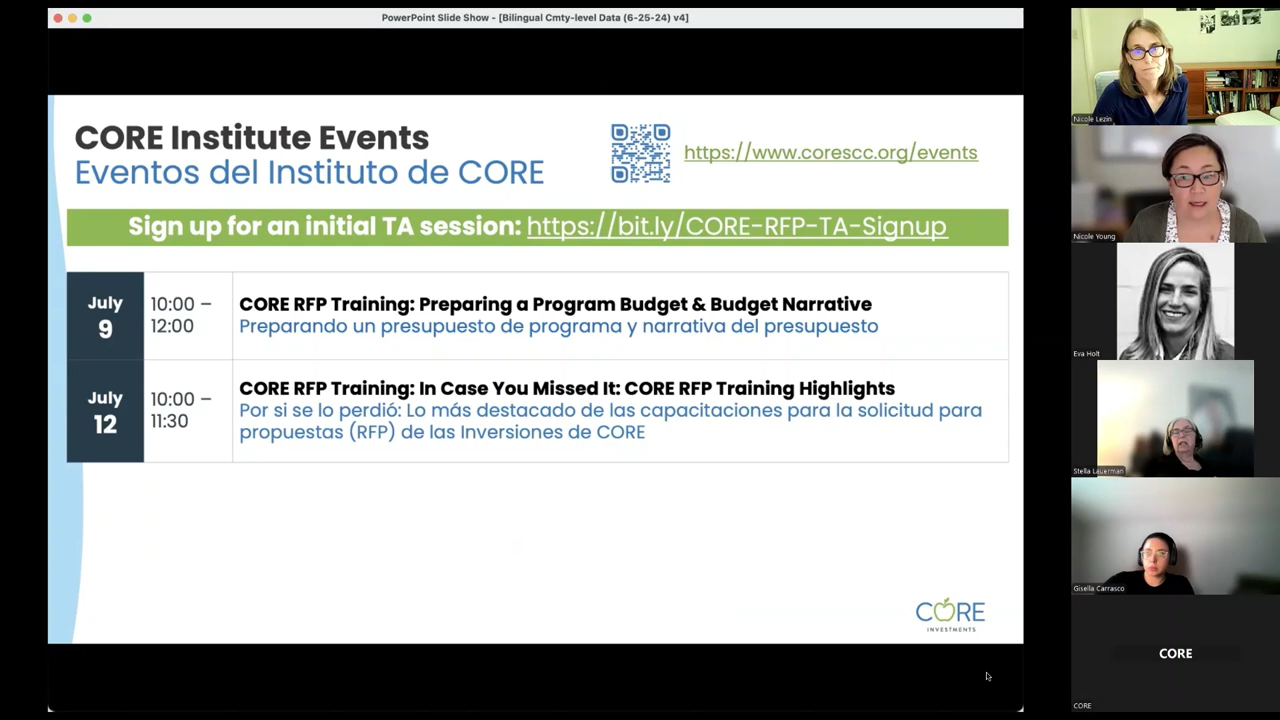 PowerPoint Slide Show - [Bilingual Cmty-level Data (6-25-24) v4]
CORE Institute Events
Eventos del Instituto de CORE
https://www.corescc.org/events
Sign up for an initial TA session: https://bit.ly/CORE-RFP-TA-Signup
July
9
10:00 –
12:00
CORE RFP Training: Preparing a Program Budget & Budget Narrative
Preparando un presupuesto de programa y narrativa del presupuesto
July
12
10:00 –
11:30
CORE RFP Training: In Case You Missed It: CORE RFP Training Highlights
Por si se lo perdió: Lo más destacado de las capacitaciones para la solicitud para
propuestas (RFP) de las Inversiones de CORE
CORE
INVESTMENTS
Nicole Lezin
Nicole Young
Eva Holt
Stella Lauerman
Gisella Carrasco
CORE
CORE